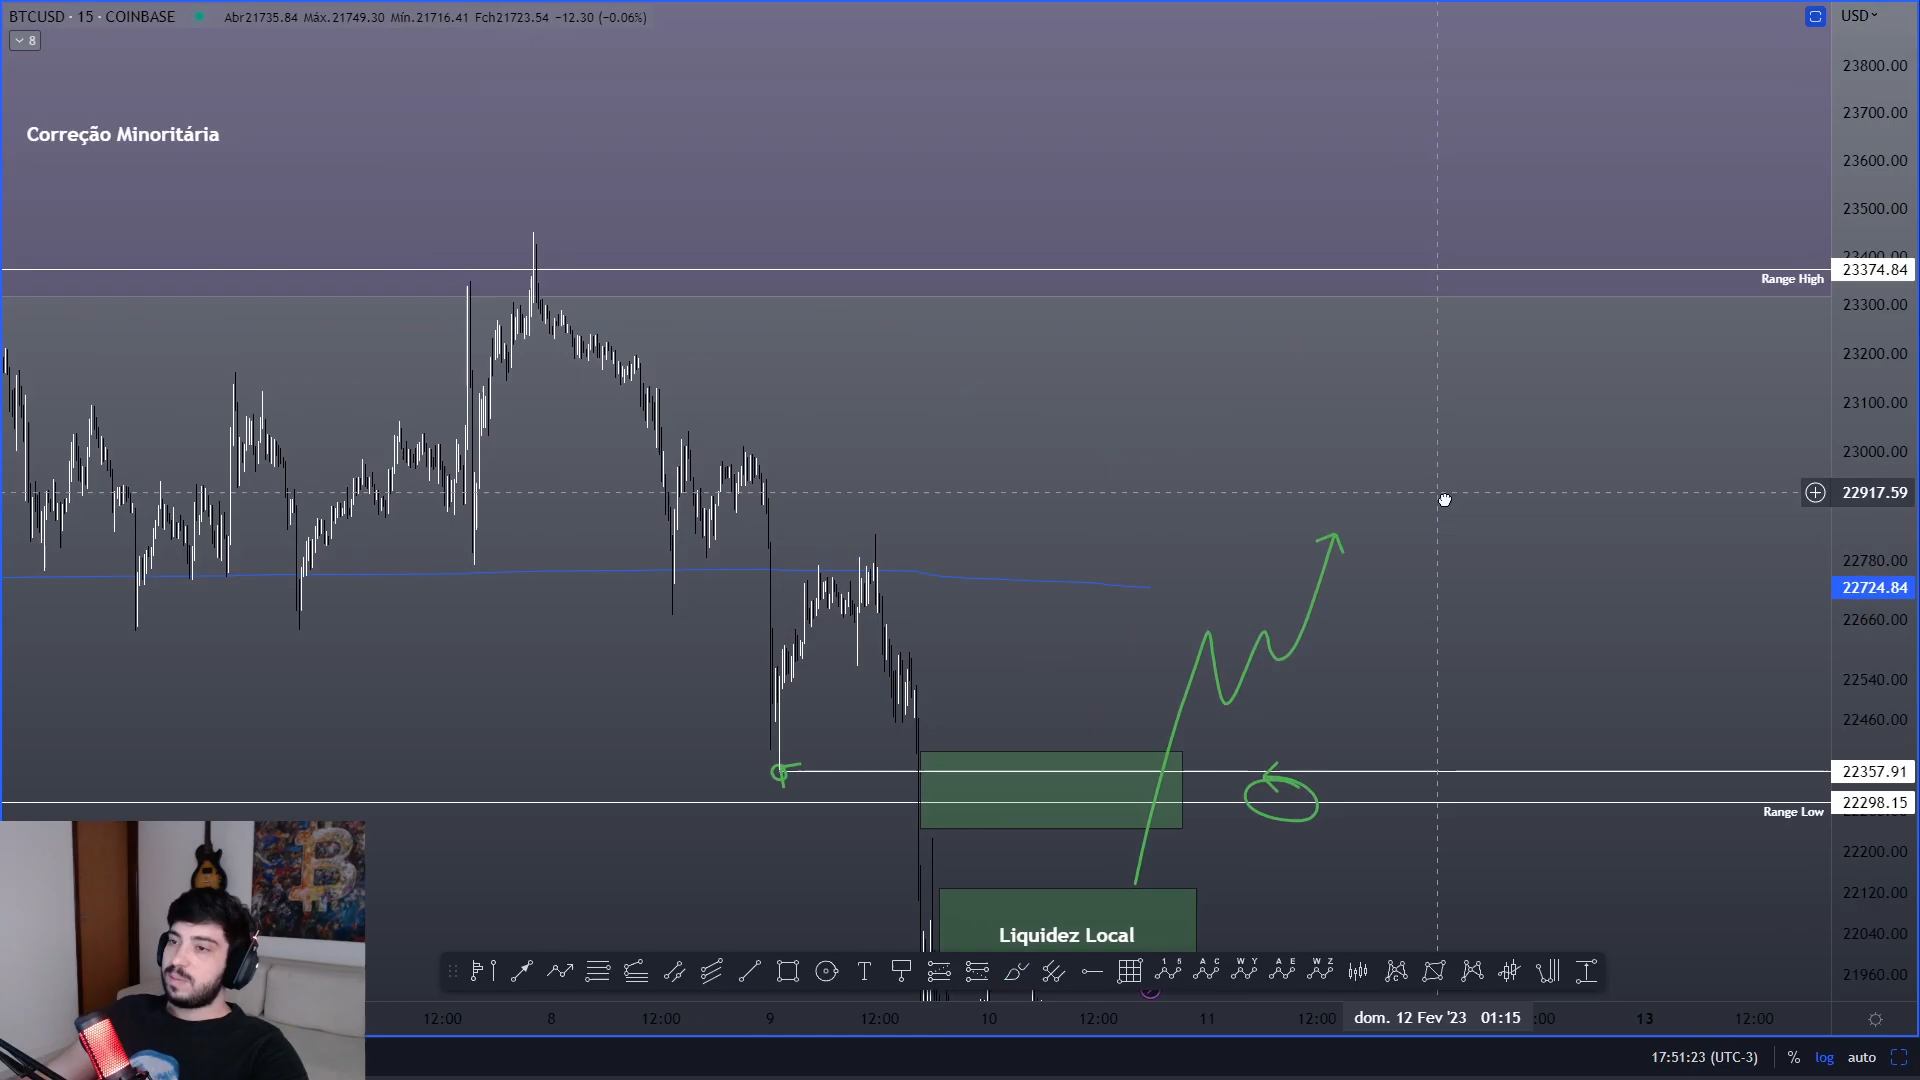 BTCUSD · 15 · COINBASE Abr21735.84 Máx.21749.30 Mín.21716.41 Fch21723.54 −12.30 (−0.06%)
USD
8
23800.00
23700.00
Correção Minoritária
23600.00
23500.00
23374.84
Range High
23300.00
23200.00
23100.00
23000.00
22917.59
22780.00
22724.84
22660.00
22540.00
22460.00
22357.91
22298.15
Range Low
22200.00
22120.00
Liquidez Local
22040.00
21960.00
12:00 8 12:00 9 12:00 10 12:00 11 12:00 dom. 12 Fev '23 01:15 :00 13 12:00
17:51:23 (UTC-3) % log auto